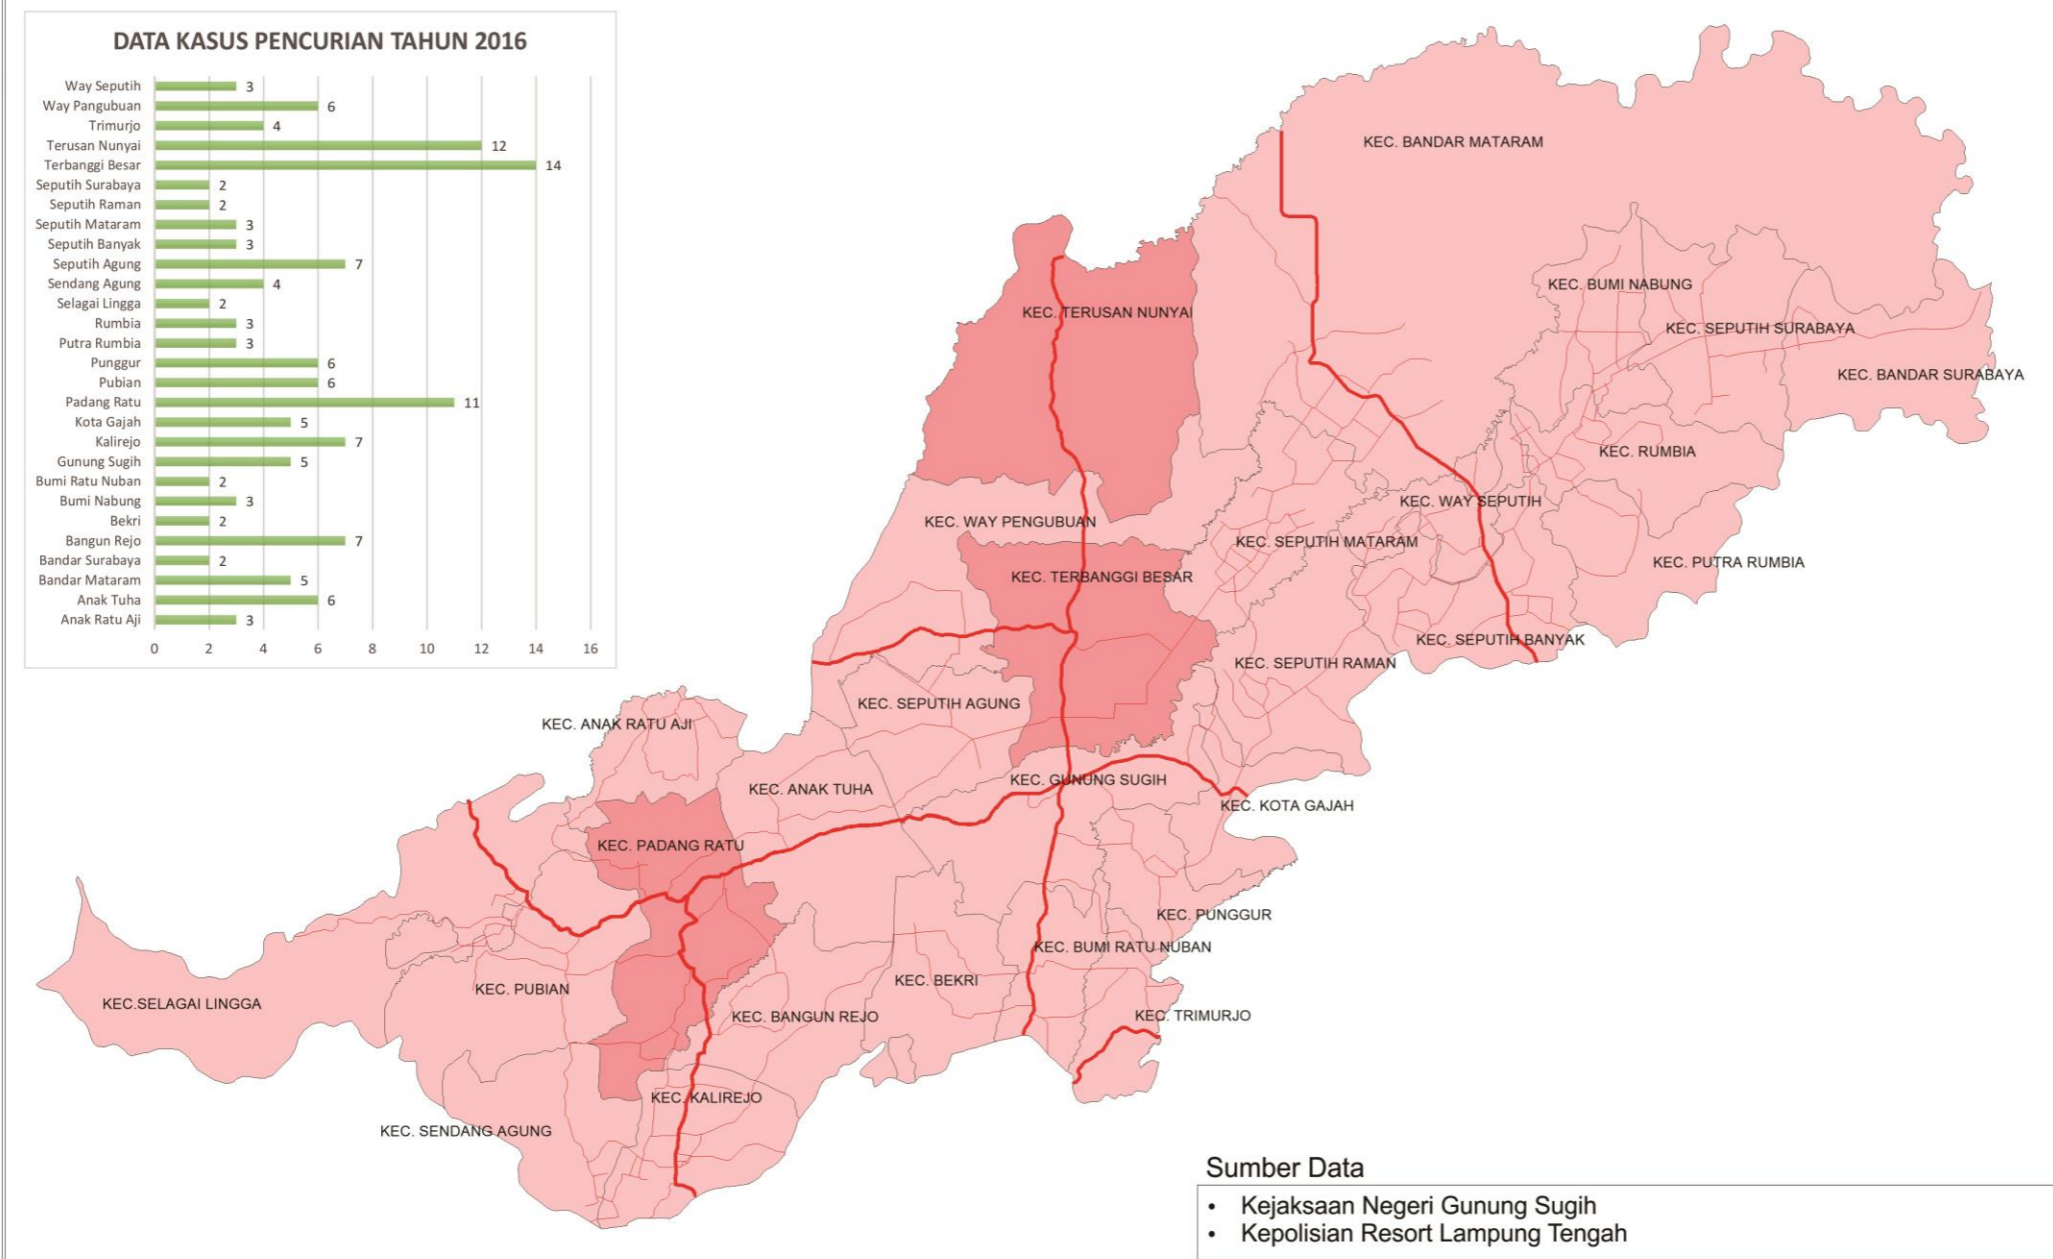 DATA KASUS PENCURIAN TAHUN 2016
Way Seputih 3
Way Pangubuan 6
Trimurjo 4
Terusan Nunyai 12
Terbanggi Besar 14
Seputih Surabaya 2
Seputih Raman 2
Seputih Mataram 3
Seputih Banyak 3
Seputih Agung 7
Sendang Agung 4
Selagai Lingga 2
Rumbia 3
Putra Rumbia 3
Punggur 6
Pubian 6
Padang Ratu 11
Kota Gajah 5
Kalirejo 7
Gunung Sugih 5
Bumi Ratu Nuban 2
Bumi Nabung 3
Bekri 2
Bangun Rejo 7
Bandar Surabaya 2
Bandar Mataram 5
Anak Tuha 6
Anak Ratu Aji 3
0 2 4 6 8 10 12 14 16
KEC. BANDAR MATARAM
KEC. BUMI NABUNG
KEC. TERUSAN NUNYAI
KEC. SEPUTIH SURABAYA
KEC. BANDAR SURABAYA
KEC. RUMBIA
KEC. WAY SEPUTIH
KEC. WAY PENGUBUAN
KEC. SEPUTIH MATARAM
KEC. PUTRA RUMBIA
KEC. TERBANGGI BESAR
KEC. SEPUTIH BANYAK
KEC. SEPUTIH RAMAN
KEC. SEPUTIH AGUNG
KEC. ANAK RATU AJI
KEC. GUNUNG SUGIH
KEC. ANAK TUHA
KEC. KOTA GAJAH
KEC. PADANG RATU
KEC. PUNGGUR
KEC. BUMI RATU NUBAN
KEC. BEKRI
KEC. PUBIAN
KEC.SELAGAI LINGGA
KEC. BANGUN REJO
KEC. TRIMURJO
KEC. KALIREJO
KEC. SENDANG AGUNG
Sumber Data
• Kejaksaan Negeri Gunung Sugih
• Kepolisian Resort Lampung Tengah